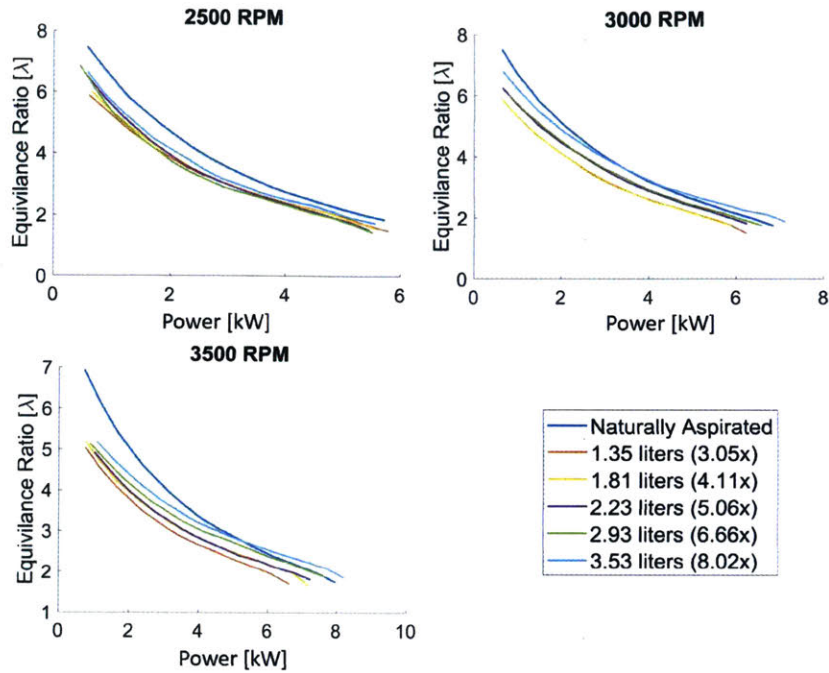 2500 RPM
Equivilance Ratio [λ]
8
6
4
2
0
0 2 4 6
Power [kW]
3000 RPM
Equivilance Ratio [λ]
8
6
4
2
0
0 2 4 6 8
Power [kW]
3500 RPM
Equivilance Ratio [λ]
7
6
5
4
3
2
1
0 2 4 6 8 10
Power [kW]
Naturally Aspirated
1.35 liters (3.05x)
1.81 liters (4.11x)
2.23 liters (5.06x)
2.93 liters (6.66x)
3.53 liters (8.02x)